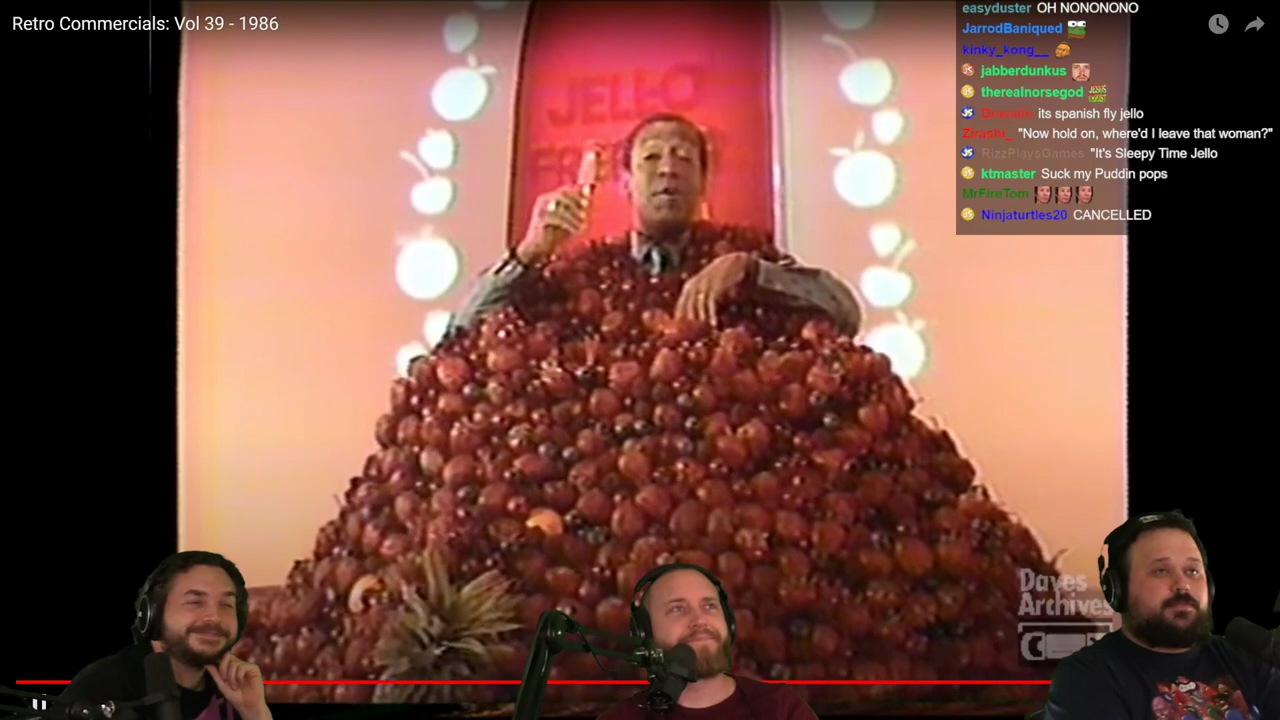 Retro Commercials: Vol 39 - 1986
easyduster OH NONONONO
JarrodBaniqued
kinky_kong__
jabberdunkus
therealnorsegod
its spanish fly jello
Zirashi_ "Now hold on, where'd I leave that woman?"
RizzPlaysGames "It's Sleepy Time Jello
ktmaster Suck my Puddin pops
MrFireTom
Ninjaturtles20 CANCELLED
JELL-O
Daves
Archives